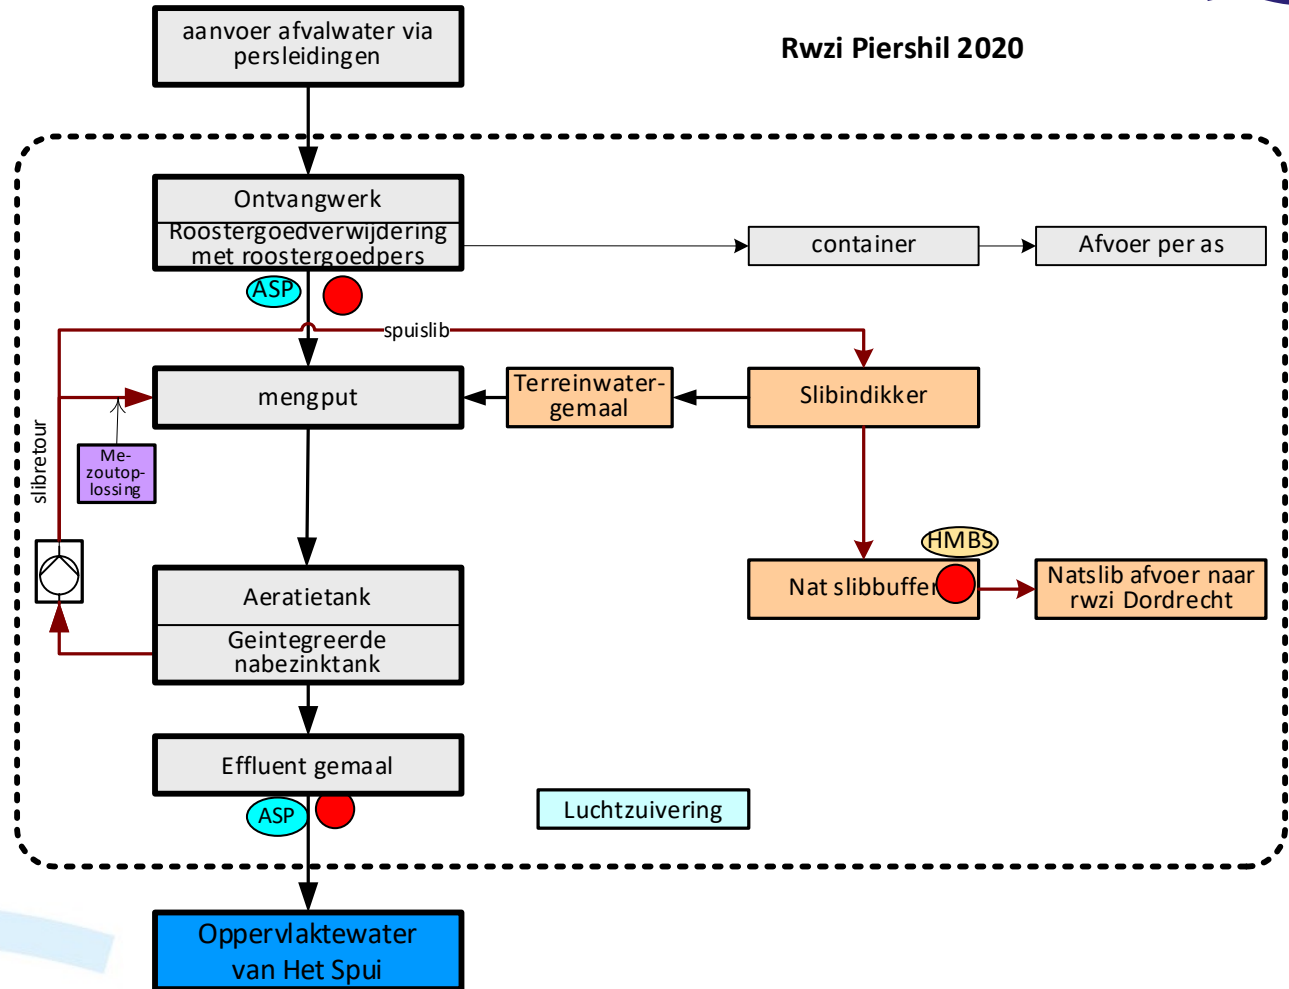 aanvoer afvalwater via
persleidingen
Rwzi Piershil 2020
Ontvangwerk
Roostergoedverwijdering
met roostergoedpers
container
Afvoer per as
ASP
spuislib
mengput
Terreinwater-
gemaal
Slibindikker
slibretour
Me-
zoutop-
lossing
HMBS
Nat slibbuffer
Natslib afvoer naar
rwzi Dordrecht
Aeratietank
Geintegreerde
nabezinktank
Effluent gemaal
ASP
Luchtzuivering
Oppervlaktewater
van Het Spui